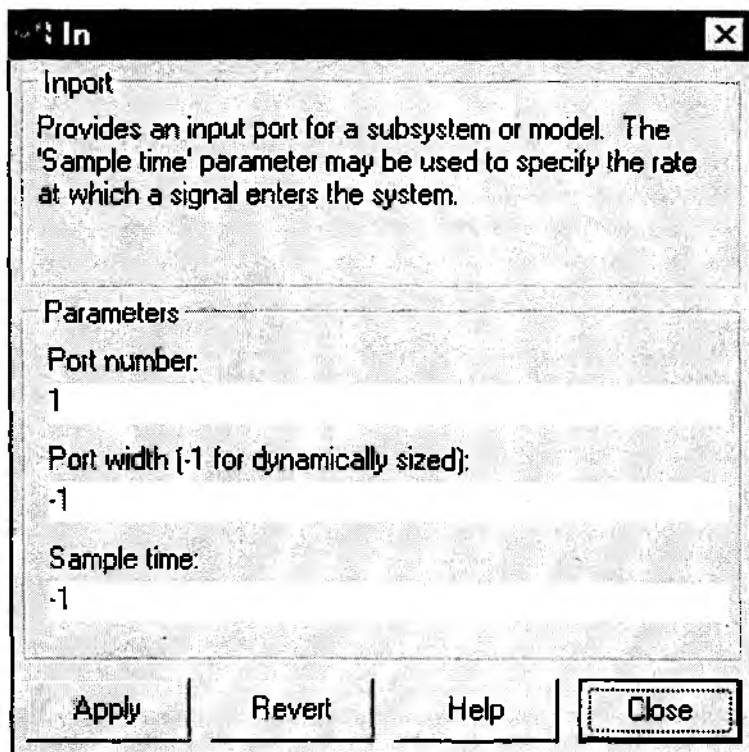 In
Inport
Provides an input port for a subsystem or model. The
'Sample time' parameter may be used to specify the rate
at which a signal enters the system.
Parameters
Port number:
1
Port width (-1 for dynamically sized):
-1
Sample time:
-1
Apply Revert Help Close